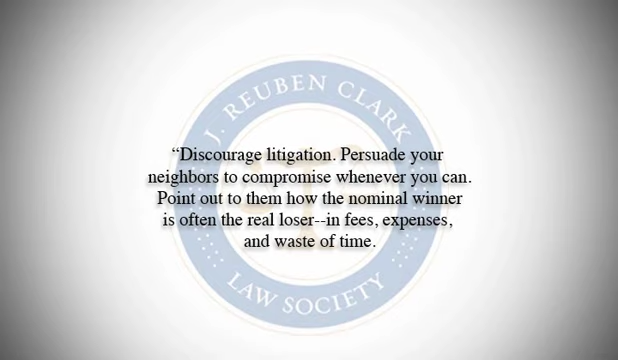 J. REUBEN CLARK
“Discourage litigation. Persuade your
neighbors to compromise whenever you can.
Point out to them how the nominal winner
is often the real loser--in fees, expenses,
and waste of time.
LAW SOCIETY